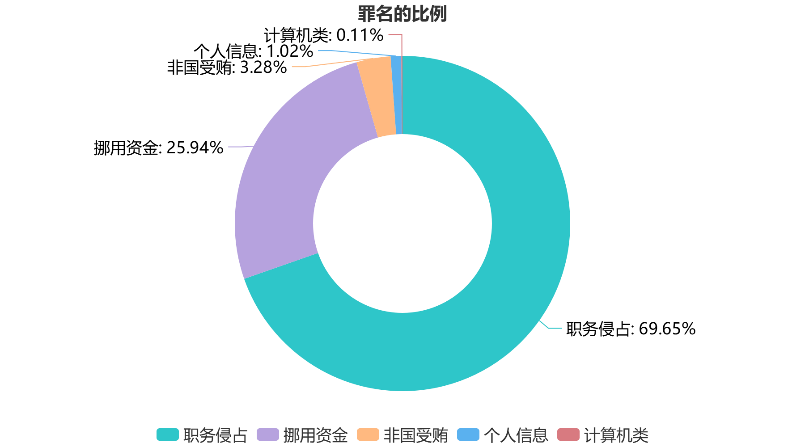 罪名的比例
计算机类: 0.11%
个人信息: 1.02%
非国受贿: 3.28%
挪用资金: 25.94%
职务侵占: 69.65%
职务侵占 挪用资金 非国受贿 个人信息 计算机类